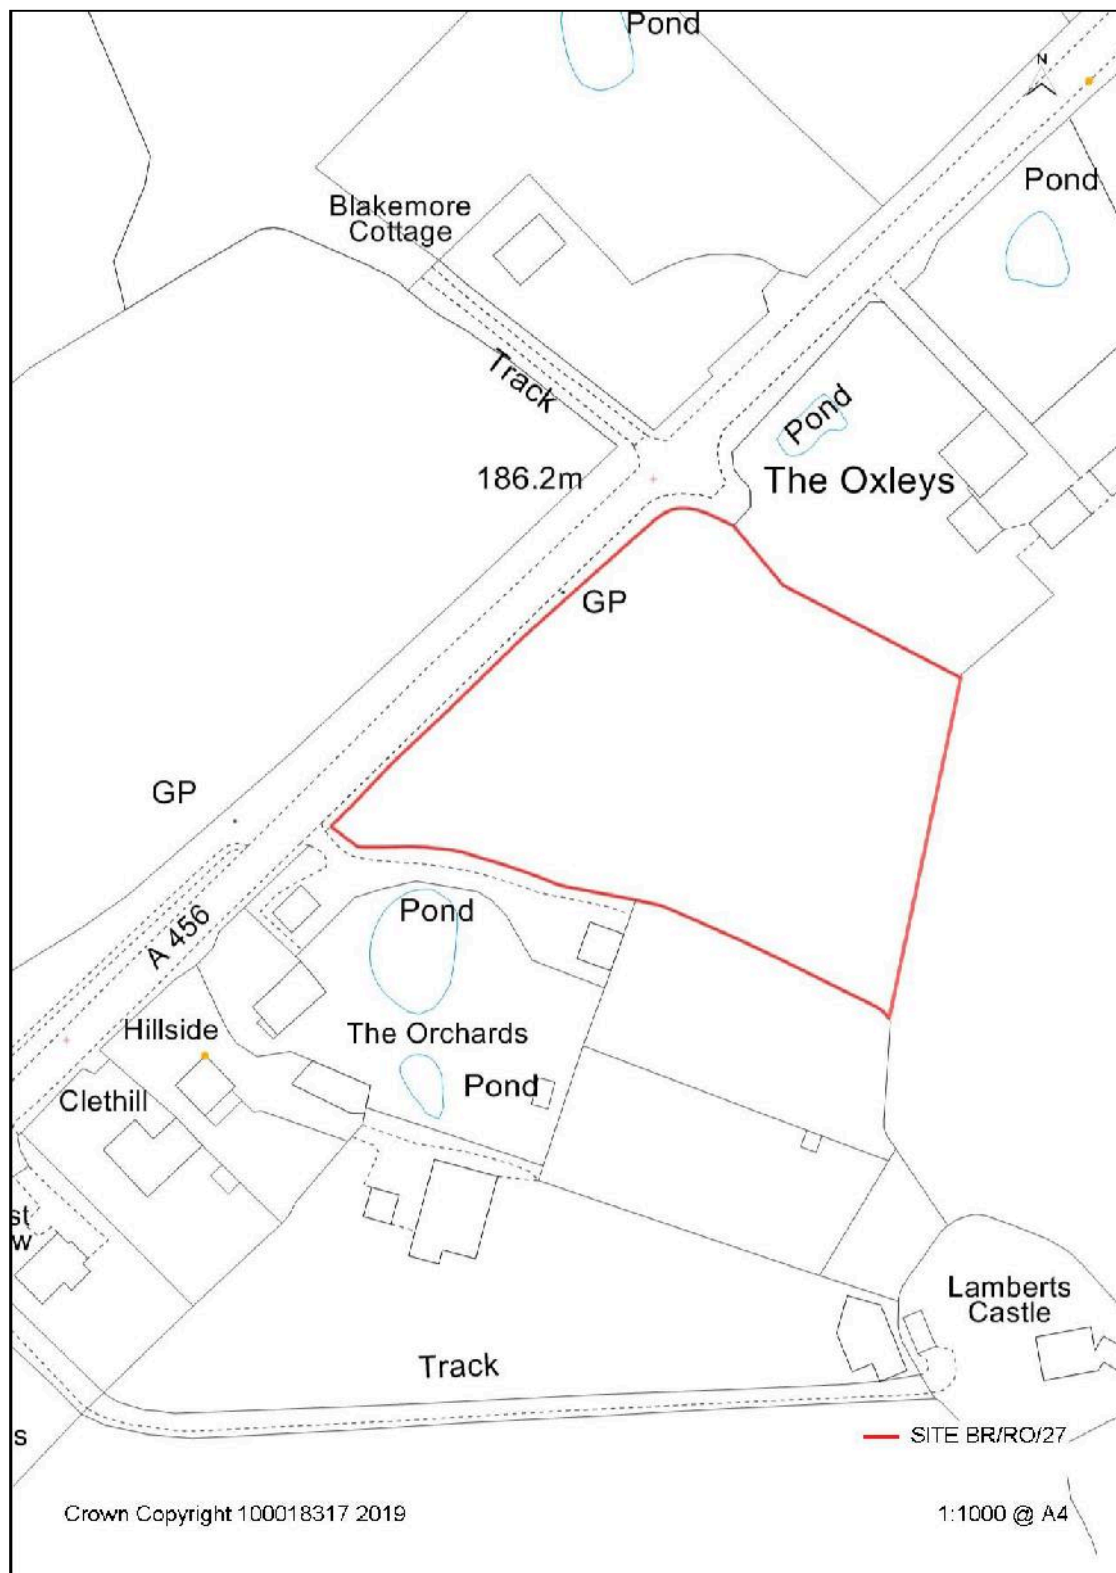 Pond
N
Pond
Blakemore
Cottage
Track
Pond
186.2m
The Oxleys
GP
GP
A 456
Pond
Hillside
The Orchards
Pond
Clethill
st
w
Lamberts
Castle
Track
s
SITE BR/RO/27
Crown Copyright 100018317 2019
1:1000 @ A4